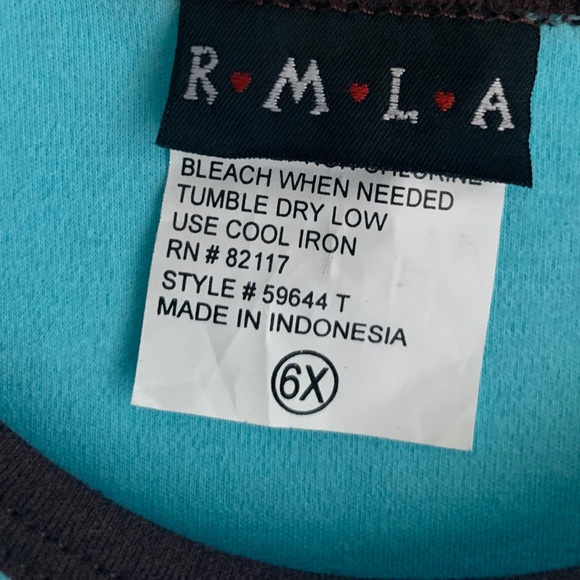 R♥M♥L♥A
BLEACH WHEN NEEDED
TUMBLE DRY LOW
USE COOL IRON
RN # 82117
STYLE # 59644 T
MADE IN INDONESIA
6X